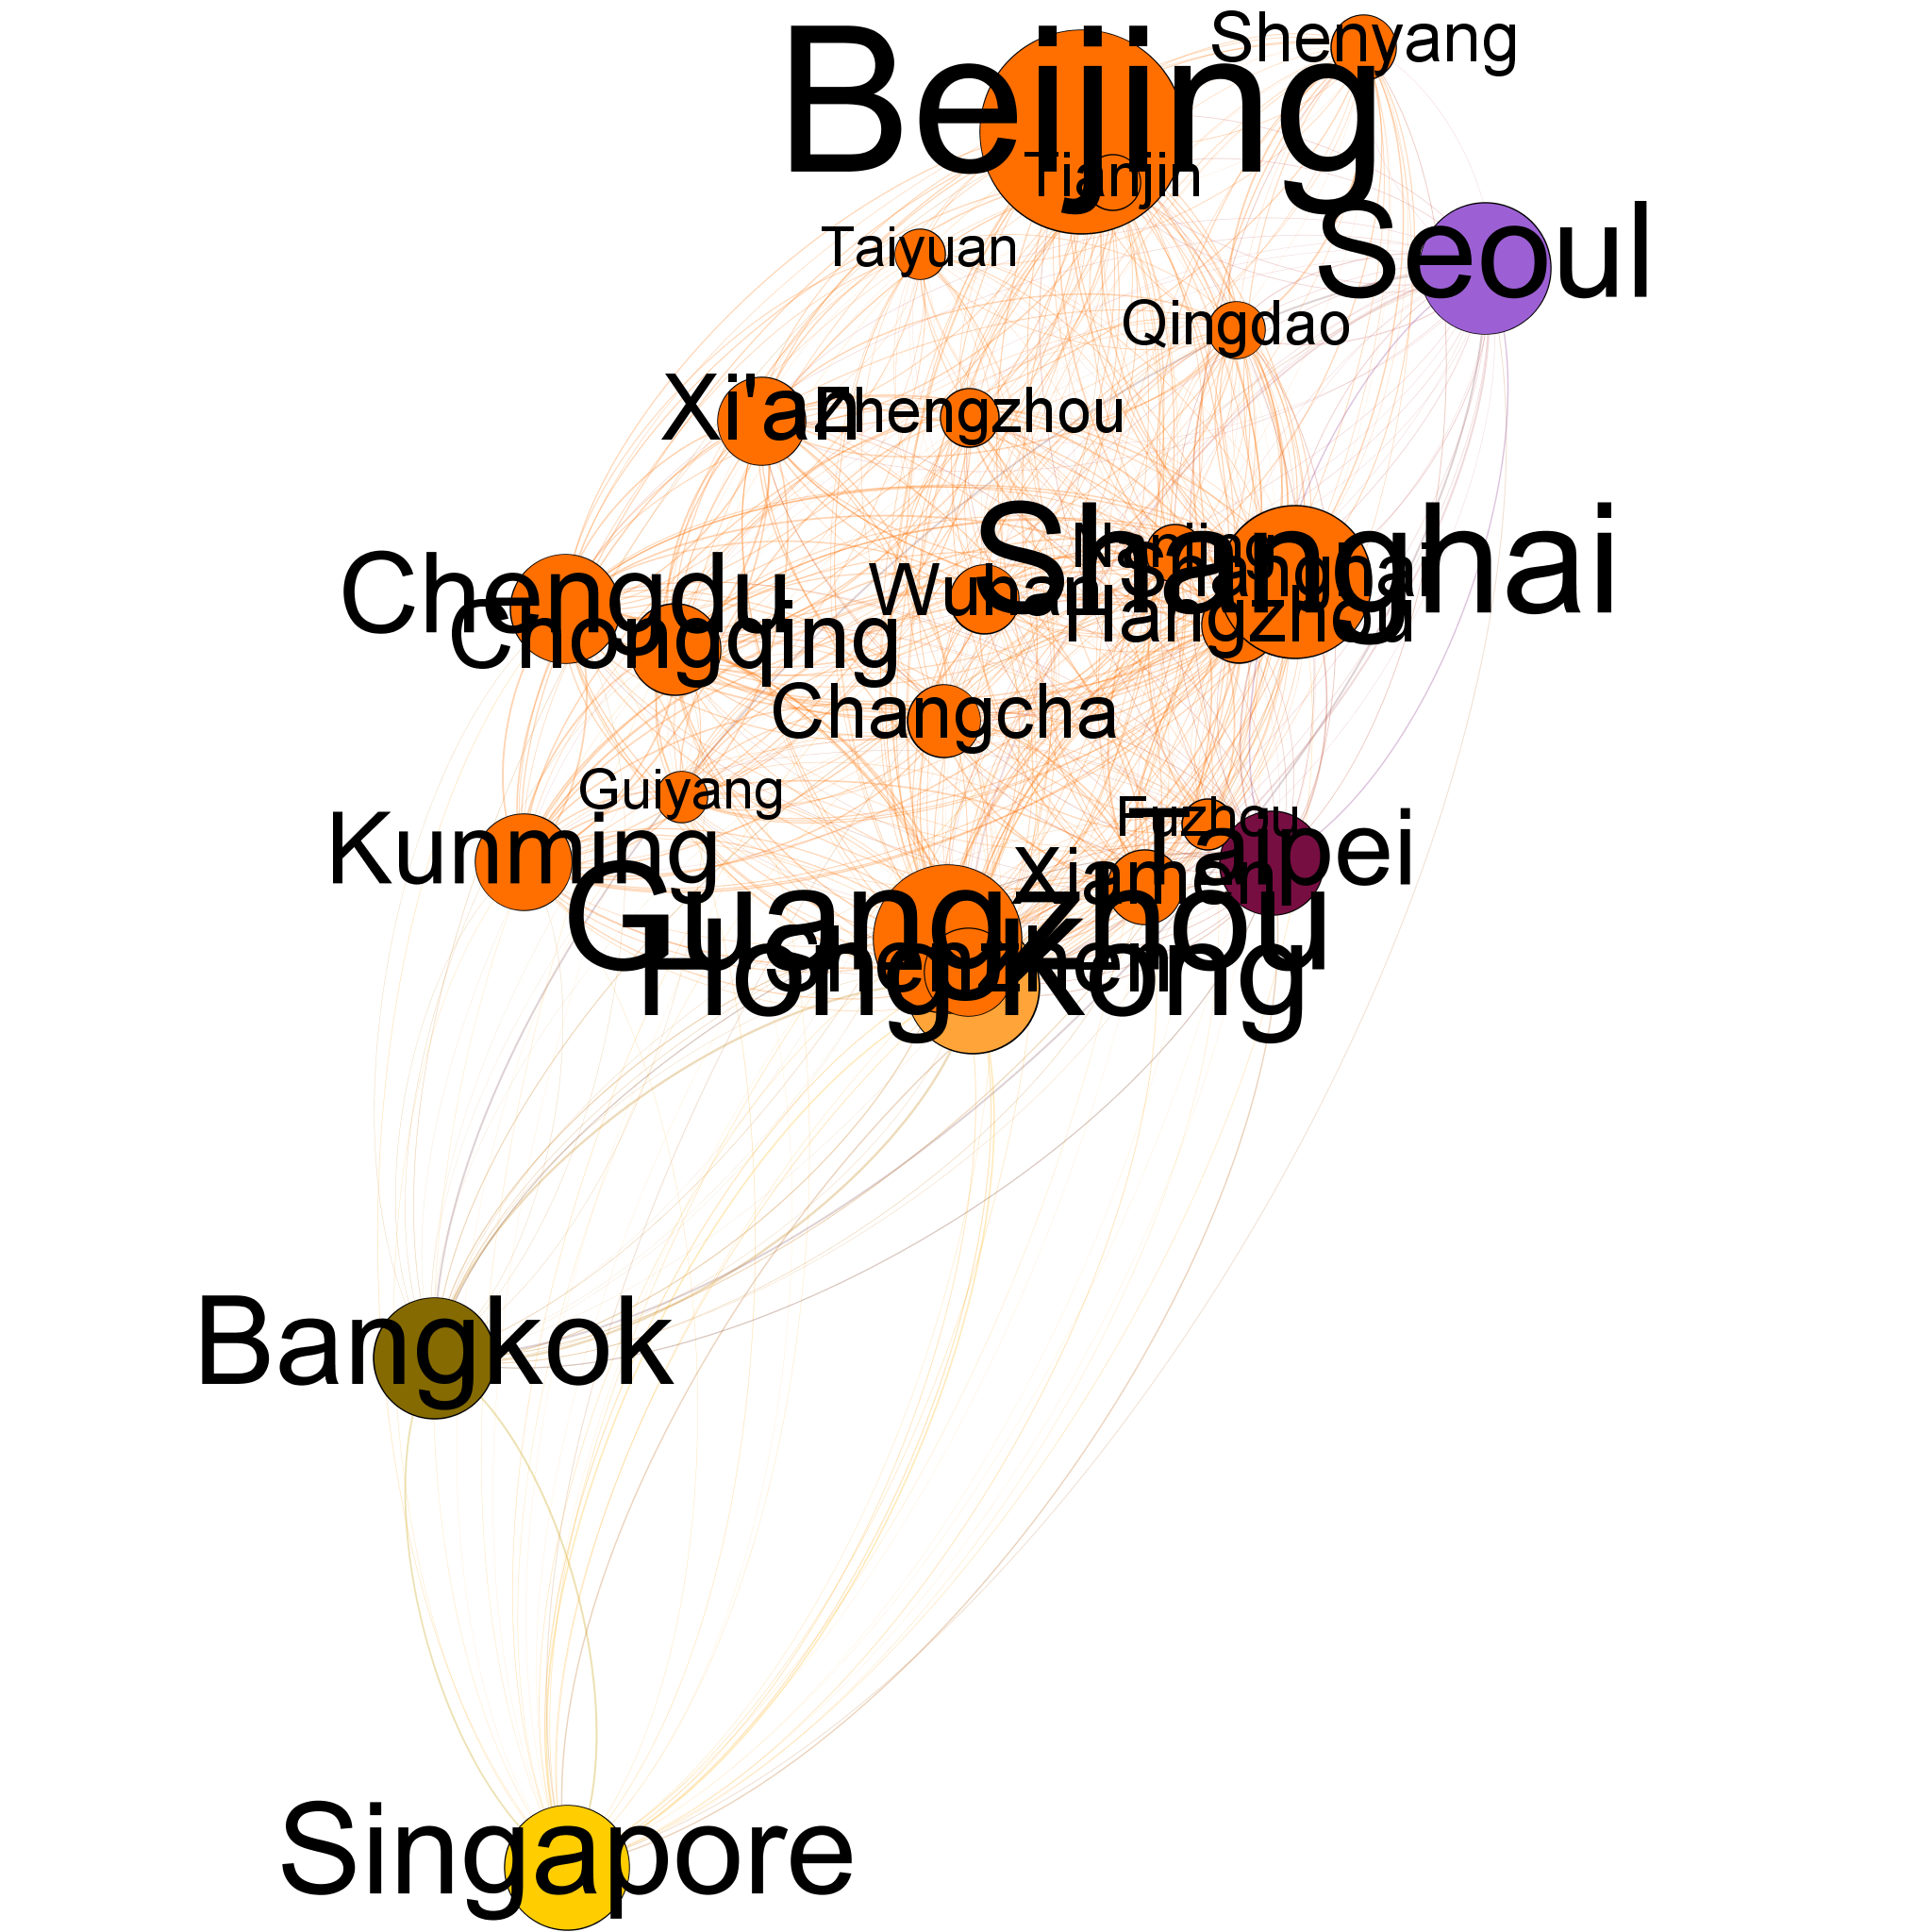 Beijing
Shenyang
Tianjin
Seoul
Taiyuan
Qingdao
Xi'an
Zhengzhou
Shanghai
Nanjing
Shanghai
Chengdu
Wuhan
Hangzhou
Chongqing
Changcha
Guiyang
Fuzhou
Kunming
Taipei
Xiamen
Guangzhou
Shenzhen
Hong Kong
Bangkok
Singapore